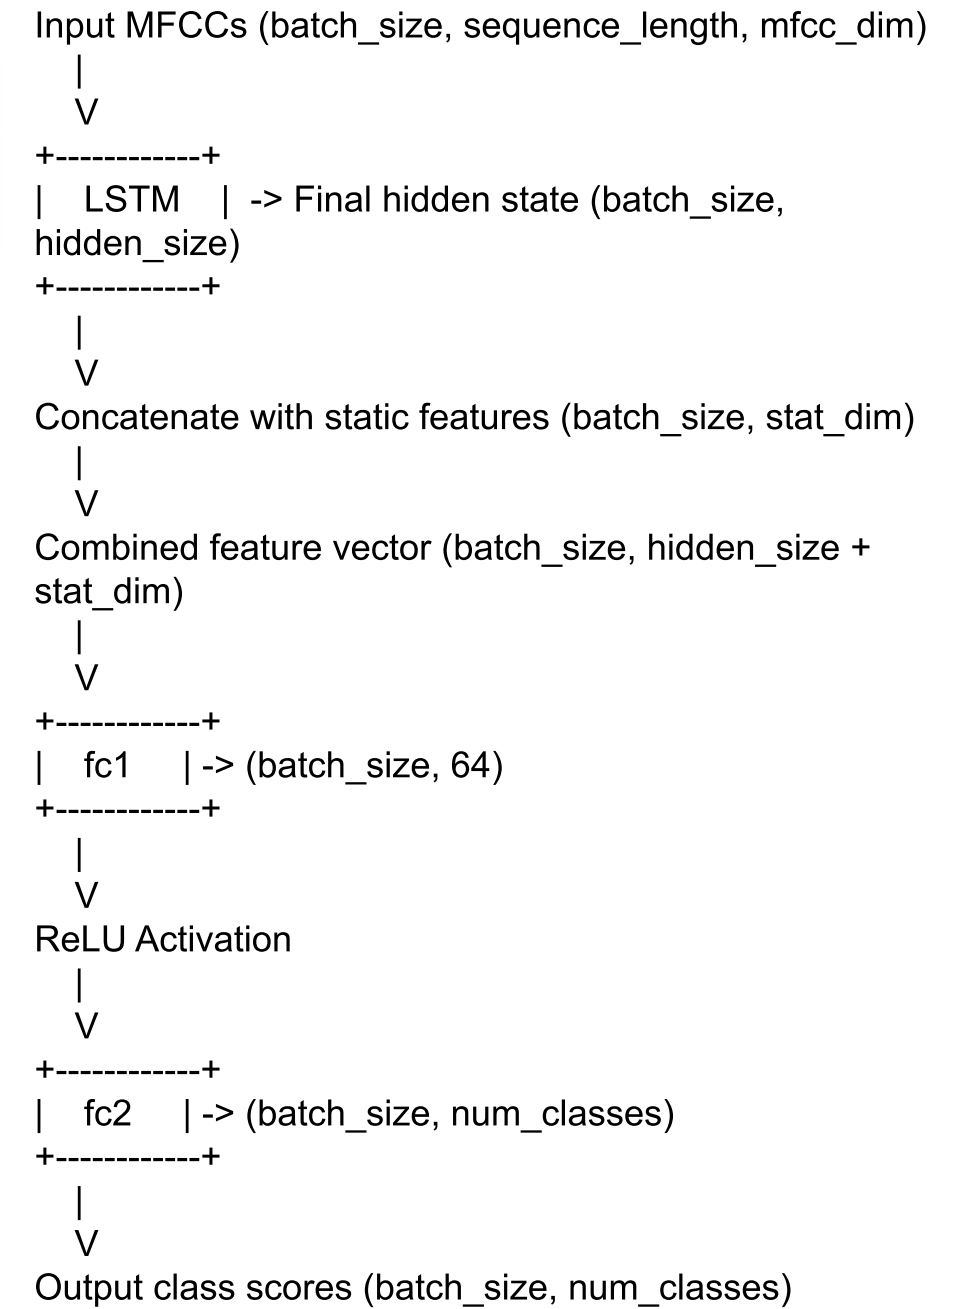 Input MFCCs (batch_size, sequence_length, mfcc_dim)
|
V
+------------+
|    LSTM    |  -> Final hidden state (batch_size,
hidden_size)
+------------+
|
V
Concatenate with static features (batch_size, stat_dim)
|
V
Combined feature vector (batch_size, hidden_size +
stat_dim)
|
V
+------------+
|    fc1     | -> (batch_size, 64)
+------------+
|
V
ReLU Activation
|
V
+------------+
|    fc2     | -> (batch_size, num_classes)
+------------+
|
V
Output class scores (batch_size, num_classes)